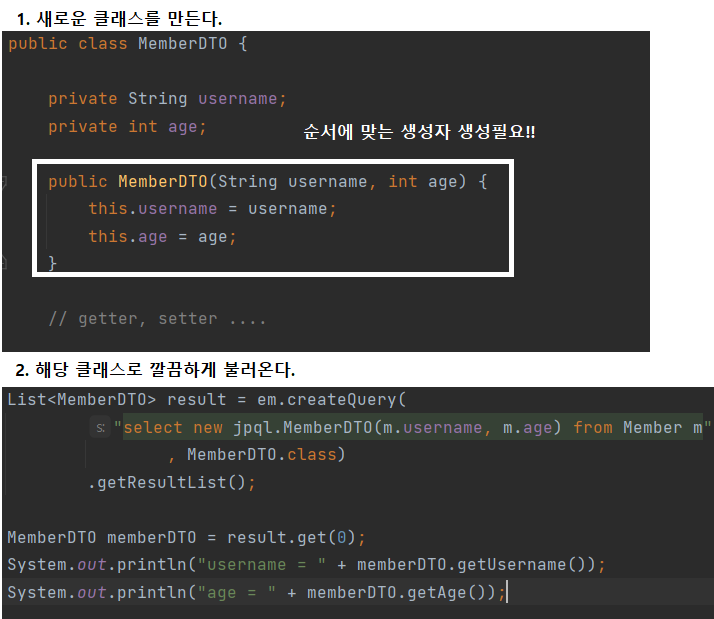 1. 새로운 클래스를 만든다.
public class MemberDTO {
private String username;
private int age;
순서에 맞는 생성자 생성필요!!
public MemberDTO(String username, int age) {
this.username = username;
this.age = age;
}
// getter, setter ....
2. 해당 클래스로 깔끔하게 불러온다.
List<MemberDTO> result = em.createQuery(
s: "select new jpql.MemberDTO(m.username, m.age) from Member m"
, MemberDTO.class)
.getResultList();
MemberDTO memberDTO = result.get(0);
System.out.println("username = " + memberDTO.getUsername());
System.out.println("age = " + memberDTO.getAge());